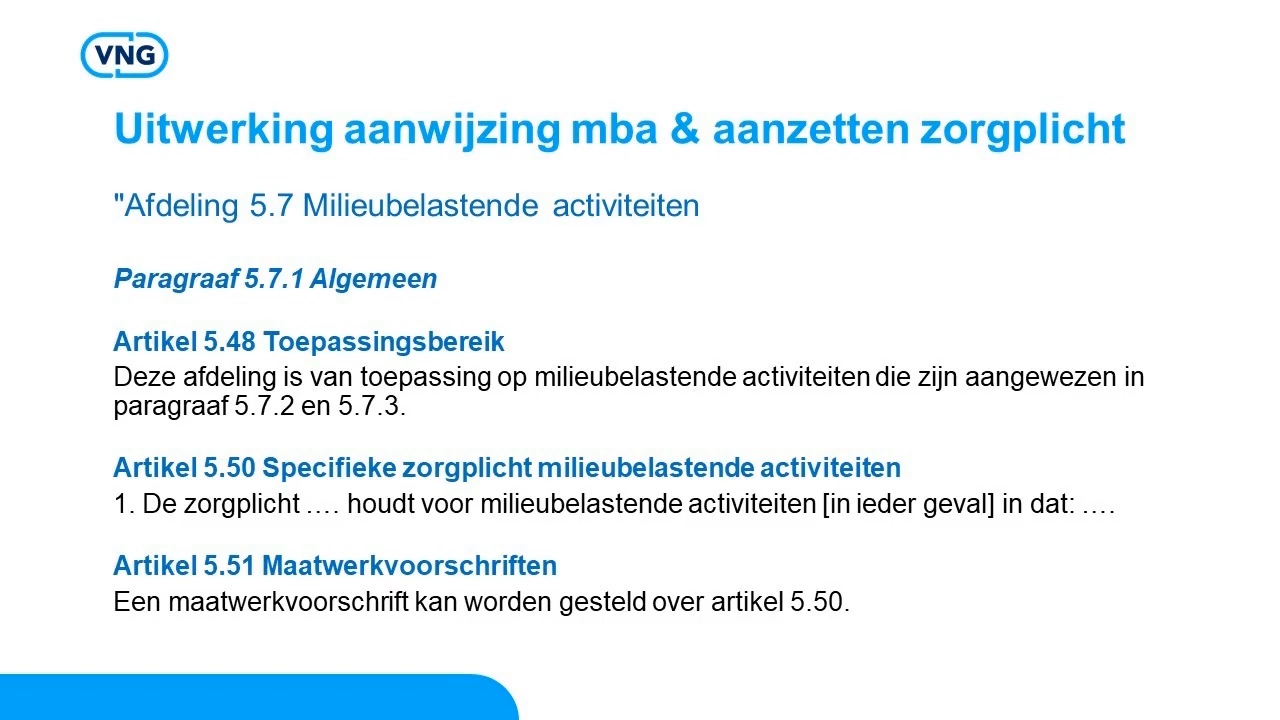 VNG
Uitwerking aanwijzing mba & aanzetten zorgplicht
"Afdeling 5.7 Milieubelastende activiteiten
Paragraaf 5.7.1 Algemeen
Artikel 5.48 Toepassingsbereik
Deze afdeling is van toepassing op milieubelastende activiteiten die zijn aangewezen in
paragraaf 5.7.2 en 5.7.3.
Artikel 5.50 Specifieke zorgplicht milieubelastende activiteiten
1. De zorgplicht …. houdt voor milieubelastende activiteiten [in ieder geval] in dat: ….
Artikel 5.51 Maatwerkvoorschriften
Een maatwerkvoorschrift kan worden gesteld over artikel 5.50.